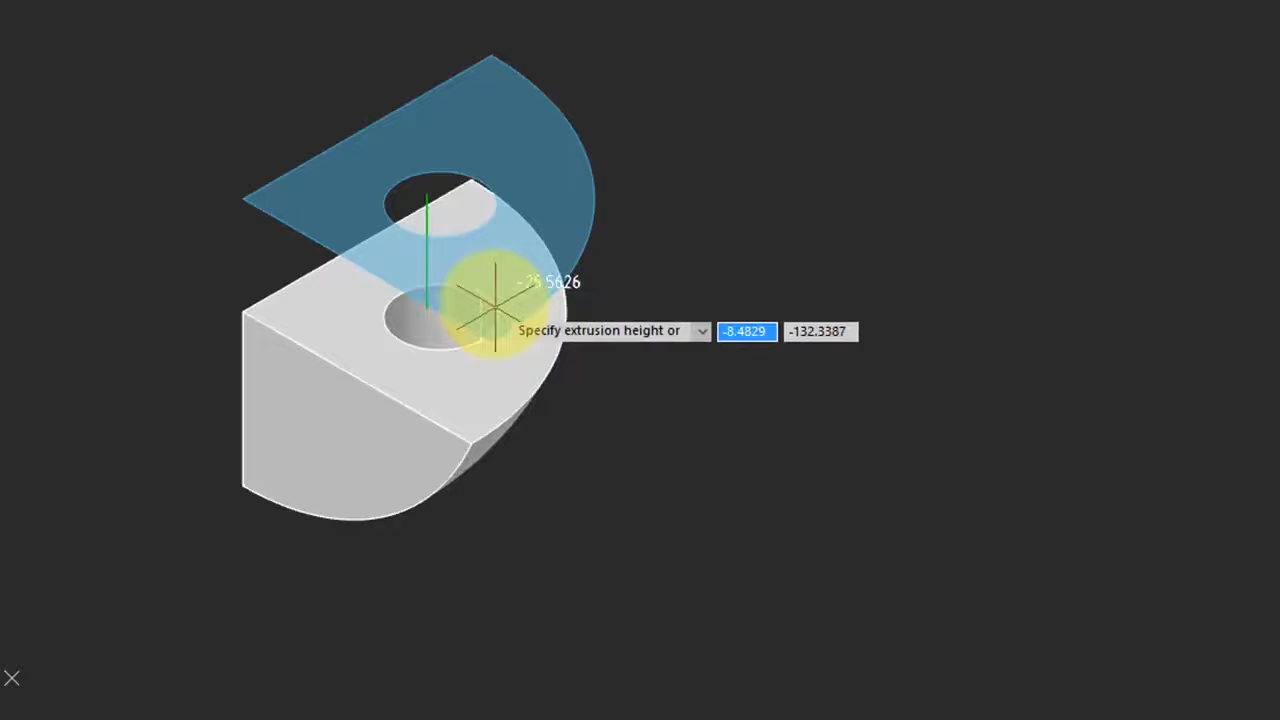 -26.5626
Specify extrusion height or
-8.4829
-132.3387